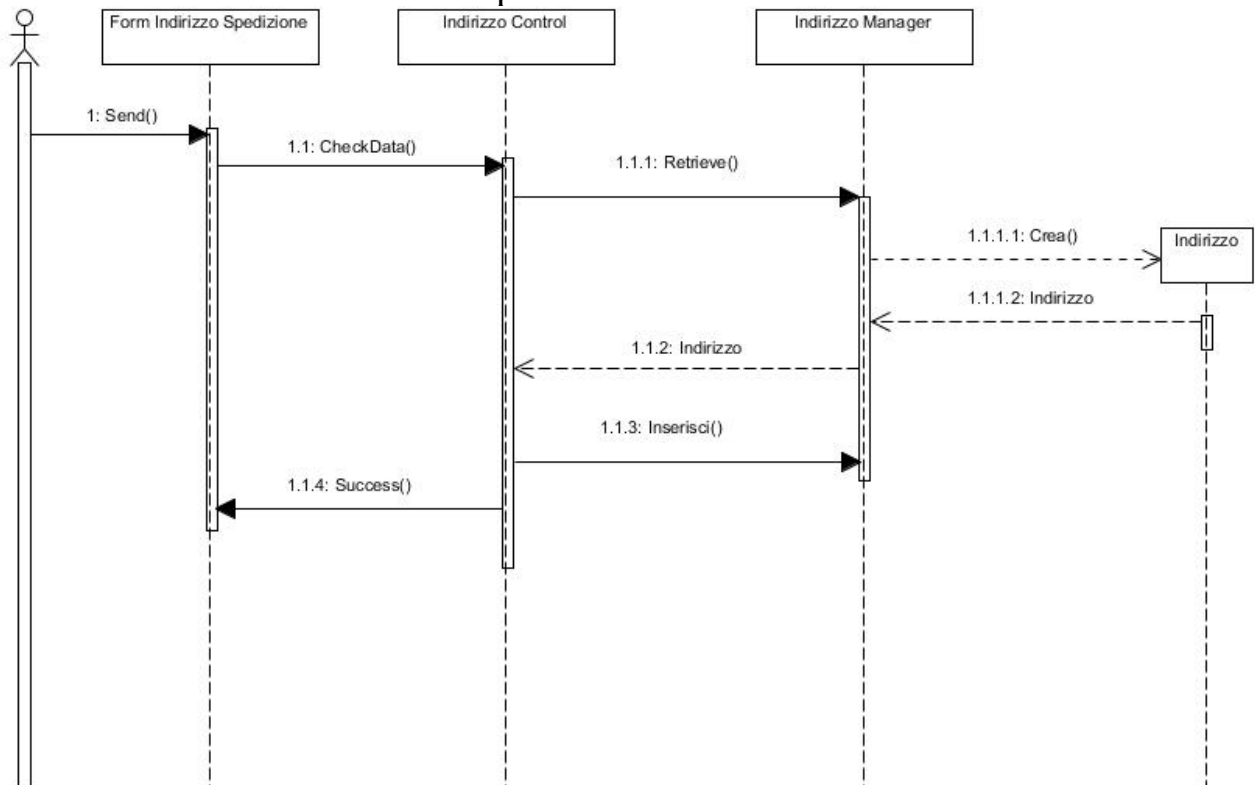 Form Indirizzo Spedizione
Indirizzo Control
Indirizzo Manager
1: Send()
1.1: CheckData()
1.1.1: Retrieve()
1.1.1.1: Crea()
Indirizzo
1.1.1.2: Indirizzo
1.1.2: Indirizzo
1.1.3: Inserisci()
1.1.4: Success()